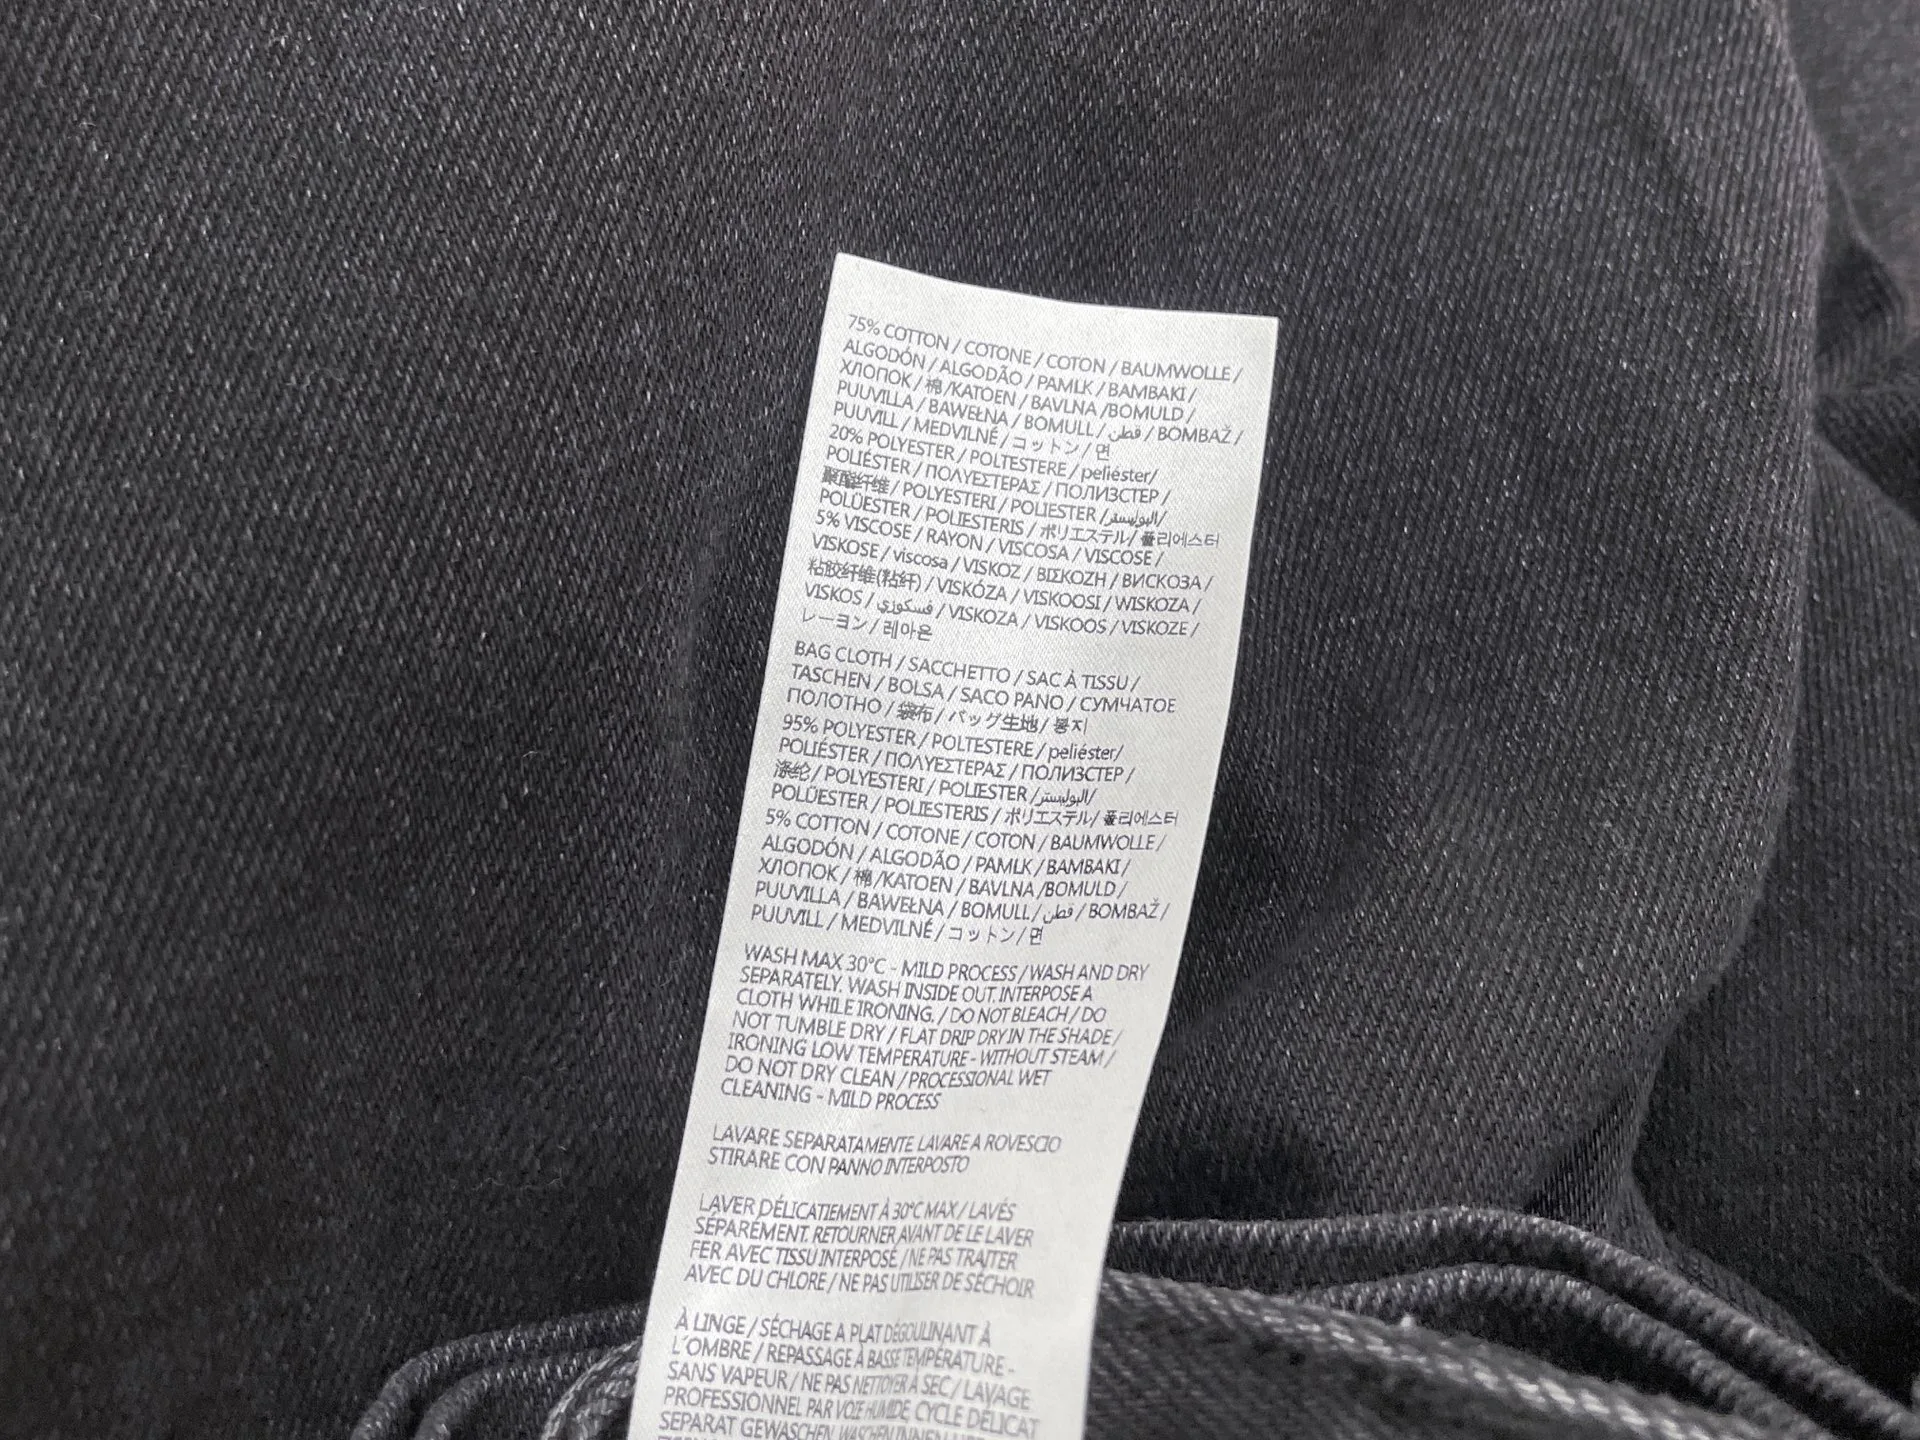 75% COTTON / COTONE / COTON / BAUMWOLLE /
ALGODÓN / ALGODÃO / PAMLK / BAMBAKI /
ХЛОПОК / 棉 /KATOEN / BAVLNA /BOMULD /
PUUVILLA / BAWEŁNA / BOMULL / قطن / BOMBAŽ /
PUUVILL / MEDVILNÉ / コットン / 면
20% POLYESTER / POLTESTERE / peliéster/
POLIÉSTER / ΠΟΛΥΕΣΤΕΡΑΣ / ПОЛИЗСТЕР /
聚酯纤维 / POLYESTERI / POLIESTER /البوليستر/
POLÜESTER / POLIESTERIS / ポリエステル/ 폴리에스터
5% VISCOSE / RAYON / VISCOSA / VISCOSE /
VISKOSE / viscosa / VISKOZ / ΒΙΣΚΟΖΗ / ВИСКОЗА /
粘胶纤维(粘纤) / VISKÓZA / VISKOOSI / WISKOZA /
VISKOS / فسكوزي / VISKOZA / VISKOOS / VISKOZE /
レーヨン / 레아온
BAG CLOTH / SACCHETTO / SAC À TISSU /
TASCHEN / BOLSA / SACO PANO / СУМЧАТОЕ
ПОЛОТНО / 袋布 / バッグ生地 / 봉지
95% POLYESTER / POLTESTERE / peliéster/
POLIÉSTER / ΠΟΛΥΕΣΤΕΡΑΣ / ПОЛИЗСТЕР /
涤纶 / POLYESTERI / POLIESTER /البوليستر/
POLÜESTER / POLIESTERIS / ポリエステル/ 폴리에스터
5% COTTON / COTONE / COTON / BAUMWOLLE /
ALGODÓN / ALGODÃO / PAMLK / BAMBAKI /
ХЛОПОК / 棉 /KATOEN / BAVLNA /BOMULD /
PUUVILLA / BAWEŁNA / BOMULL / قطن / BOMBAŽ /
PUUVILL / MEDVILNÉ / コットン / 면
WASH MAX 30°C - MILD PROCESS / WASH AND DRY
SEPARATELY. WASH INSIDE OUT. INTERPOSE A
CLOTH WHILE IRONING. / DO NOT BLEACH / DO
NOT TUMBLE DRY / FLAT DRIP DRY IN THE SHADE /
IRONING LOW TEMPERATURE - WITHOUT STEAM /
DO NOT DRY CLEAN / PROCESSIONAL WET
CLEANING - MILD PROCESS
LAVARE SEPARATAMENTE. LAVARE A ROVESCIO
STIRARE CON PANNO INTERPOSTO
LAVER DÉLICATIEMENT À 30°C MAX / LAVÉS
SÉPAREMENT. RETOURNER AVANT DE LE LAVER
FER AVEC TISSU INTERPOSÉ / NE PAS TRAITER
AVEC DU CHLORE / NE PAS UTILISER DE SÉCHOIR
À LINGE / SÉCHAGE A PLAT DÉGOULINANT À
L'OMBRE / REPASSAGE À BASSE TEMPÉRATURE -
SANS VAPEUR / NE PAS NETTOYER À SEC / LAVAGE
PROFESSIONNEL PAR VOIE HUMIDE, CYCLE DÉLICAT
SEPARAT GEWASCHEN. WASCHEN INNEN